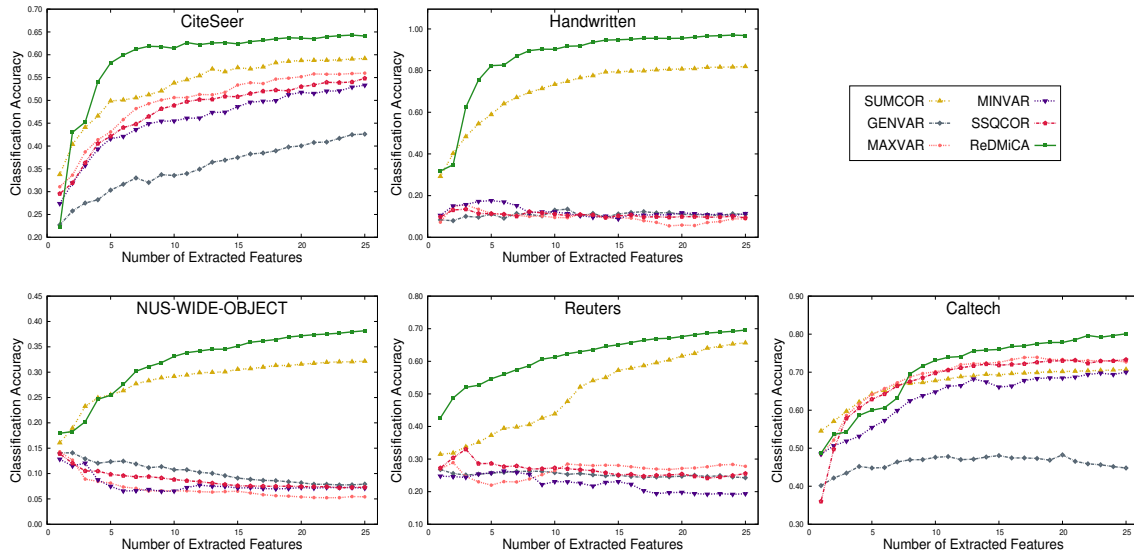 CiteSeer
Classification Accuracy
0.70
0.65
0.60
0.55
0.50
0.45
0.40
0.35
0.30
0.25
0.20
0 5 10 15 20 25
Number of Extracted Features
Handwritten
Classification Accuracy
1.00
0.80
0.60
0.40
0.20
0.00
0 5 10 15 20 25
Number of Extracted Features
SUMCOR MINVAR
GENVAR SSQCOR
MAXVAR ReDMiCA
NUS-WIDE-OBJECT
Classification Accuracy
0.45
0.40
0.35
0.30
0.25
0.20
0.15
0.10
0.05
0.00
0 5 10 15 20 25
Number of Extracted Features
Reuters
Classification Accuracy
0.80
0.70
0.60
0.50
0.40
0.30
0.20
0.10
0 5 10 15 20 25
Number of Extracted Features
Caltech
Classification Accuracy
0.90
0.80
0.70
0.60
0.50
0.40
0.30
0 5 10 15 20 25
Number of Extracted Features